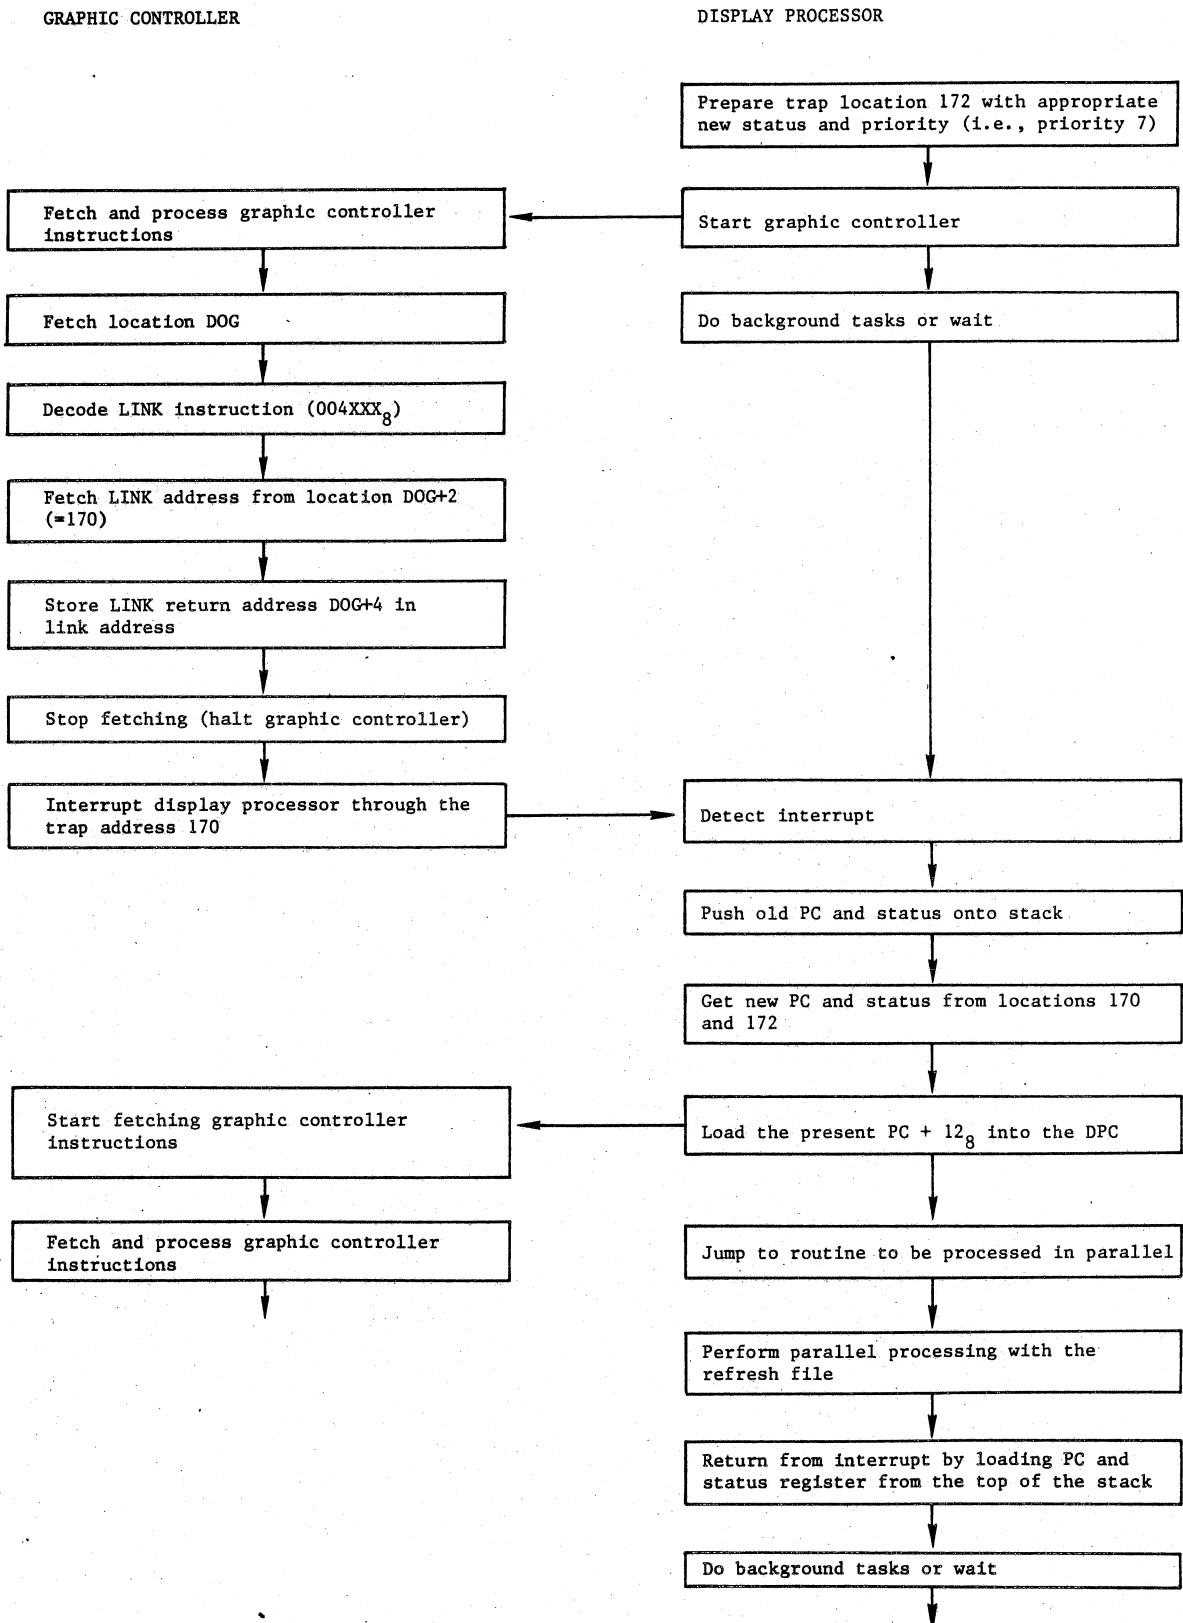 GRAPHIC CONTROLLER
DISPLAY PROCESSOR
Prepare trap location 172 with appropriate
new status and priority (i.e., priority 7)
Fetch and process graphic controller
instructions
Start graphic controller
Fetch location DOG
Do background tasks or wait
Decode LINK instruction (004XXX8)
Fetch LINK address from location DOG+2
(=170)
Store LINK return address DOG+4 in
link address
Stop fetching (halt graphic controller)
Interrupt display processor through the
trap address 170
Detect interrupt
Push old PC and status onto stack
Get new PC and status from locations 170
and 172
Start fetching graphic controller
instructions
Load the present PC + 128 into the DPC
Fetch and process graphic controller
instructions
Jump to routine to be processed in parallel
Perform parallel processing with the
refresh file
Return from interrupt by loading PC and
status register from the top of the stack
Do background tasks or wait